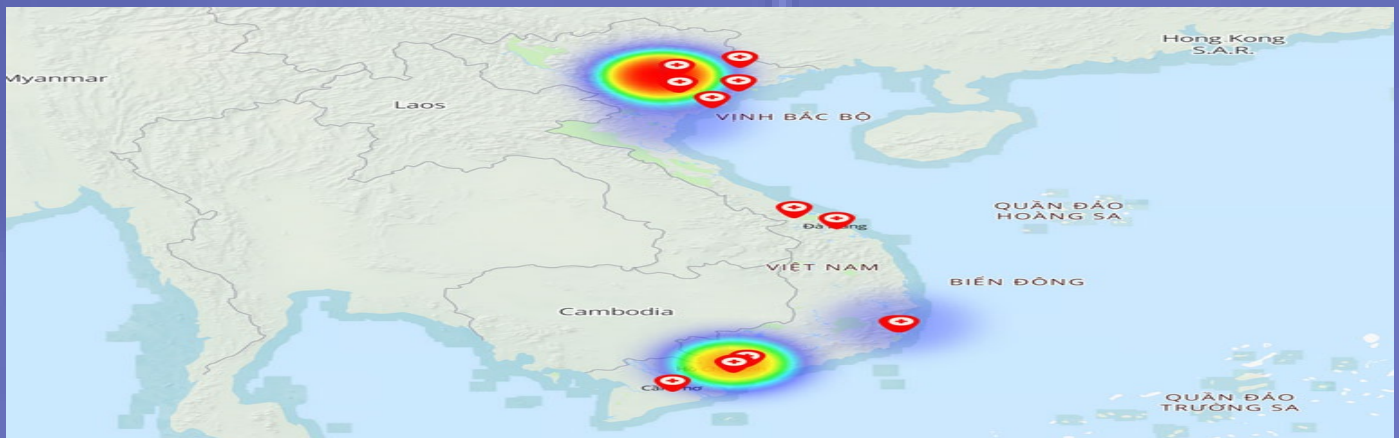 Hong Kong
S.A.R.
Myanmar
Laos
VỊNH BẮC BỘ
QUẦN ĐẢO
HOÀNG SA
VIỆT NAM
BIỂN ĐÔNG
Cambodia
QUẦN ĐẢO
TRƯỜNG SA